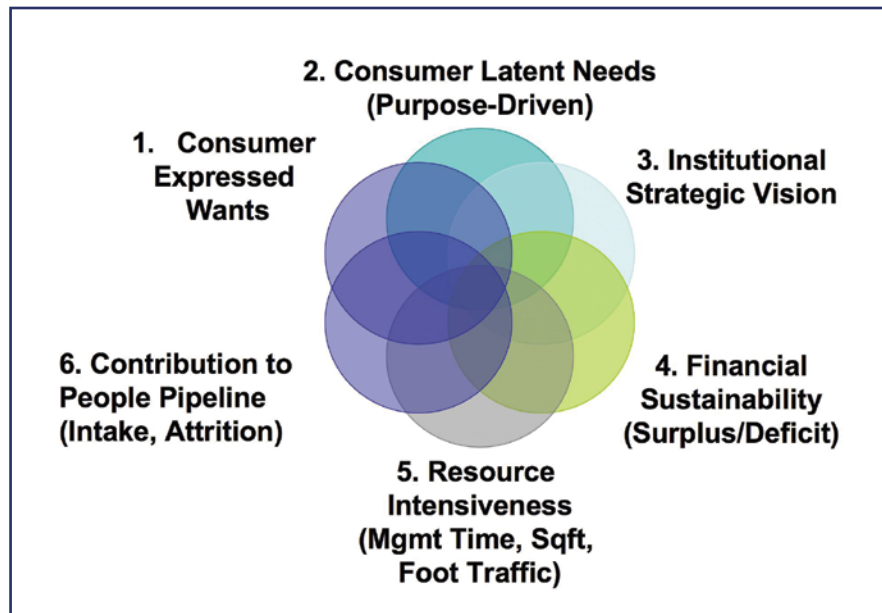 2. Consumer Latent Needs
(Purpose-Driven)
1. Consumer
Expressed
Wants
3. Institutional
Strategic Vision
6. Contribution to
People Pipeline
(Intake, Attrition)
4. Financial
Sustainability
(Surplus/Deficit)
5. Resource
Intensiveness
(Mgmt Time, Sqft,
Foot Traffic)